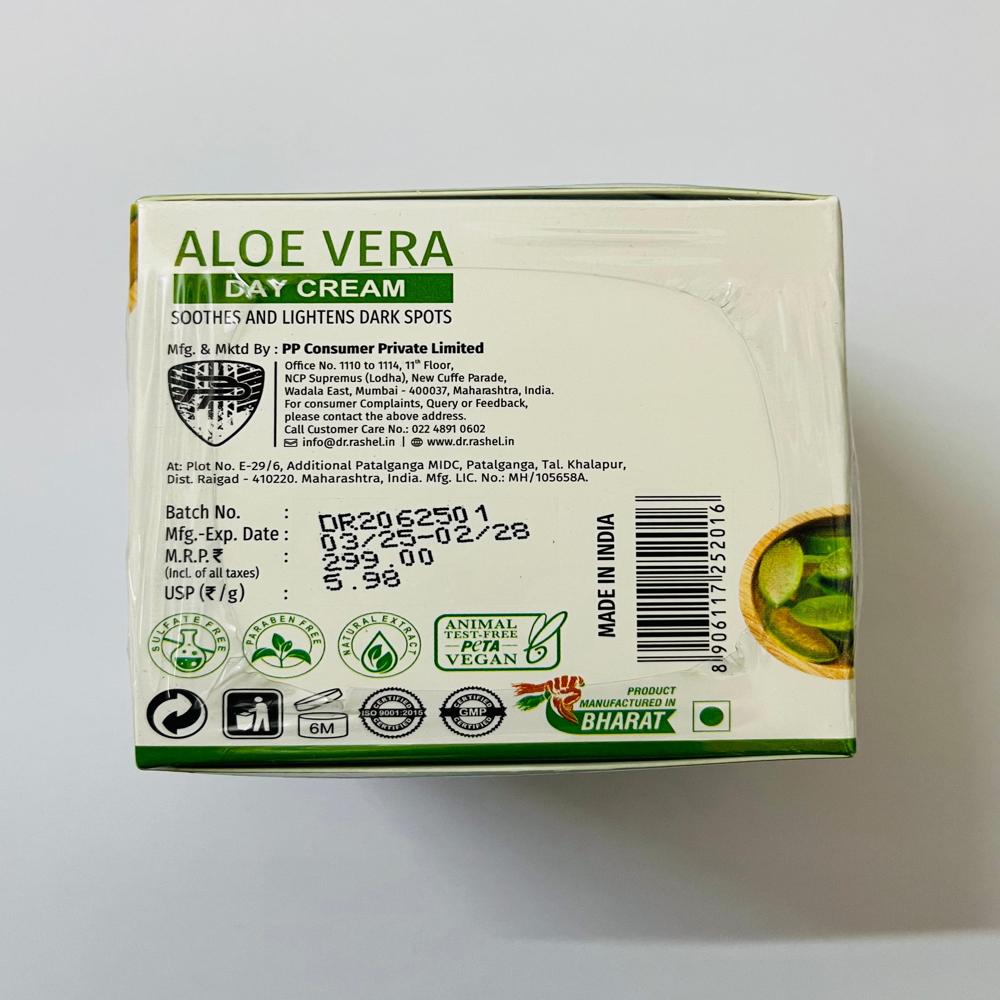 ALOE VERA
DAY CREAM
SOOTHES AND LIGHTENS DARK SPOTS
Mfg. & Mktd By : PP Consumer Private Limited
Office No. 1110 to 1114, 11th Floor,
NCP Supremus (Lodha), New Cuffe Parade,
Wadala East, Mumbai - 400037, Maharashtra, India.
For consumer Complaints, Query or Feedback,
please contact the above address.
Call Customer Care No.: 022 4891 0602
info@dr.rashel.in | www.dr.rashel.in
At: Plot No. E-29/6, Additional Patalganga MIDC, Patalganga, Tal. Khalapur,
Dist. Raigad - 410220. Maharashtra, India. Mfg. LIC. No.: MH/105658A.
Batch No. : DR2062501
Mfg.-Exp. Date : 03/25-02/28
M.R.P.₹ : 299.00
(Incl. of all taxes)
USP (₹/g) : 5.98
MADE IN INDIA
8 906117 252016
SULFATE FREE
PARABEN FREE
NATURAL EXTRACT
ANIMAL
TEST-FREE
PETA
VEGAN
6M
CERTIFIED
ISO 9001:2015
CERTIFIED
CERTIFIED
GMP
CERTIFIED
PRODUCT
MANUFACTURED IN
BHARAT